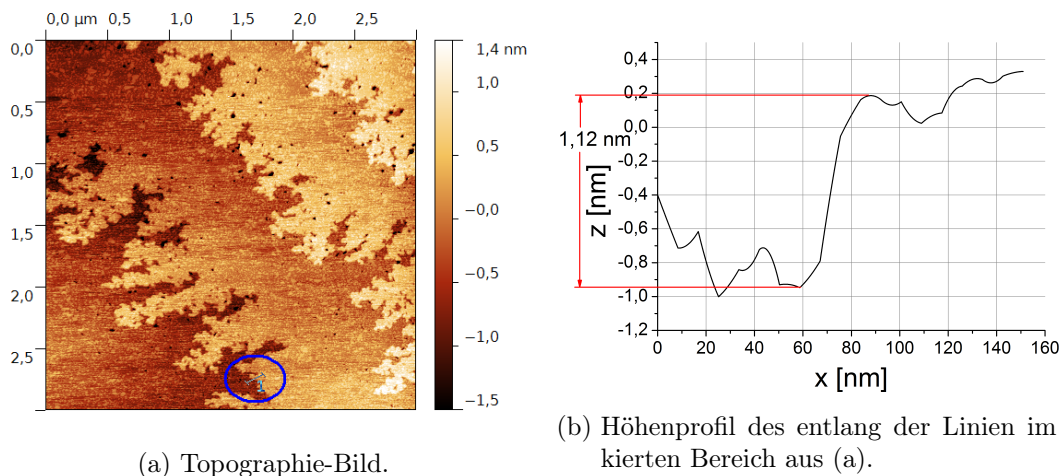 0,0 µm 0,5 1,0 1,5 2,0 2,5
0,0
0,5
1,0
1,5
2,0
2,5
1,4 nm
1,0
0,5
−0,0
−0,5
−1,0
−1,5
(a) Topographie-Bild.
0,4
0,2
0,0
-0,2
-0,4
-0,6
-0,8
-1,0
-1,2
z [nm]
1,12 nm
0 20 40 60 80 100 120 140 160
x [nm]
(b) Höhenprofil des entlang der Linien im
kierten Bereich aus (a).